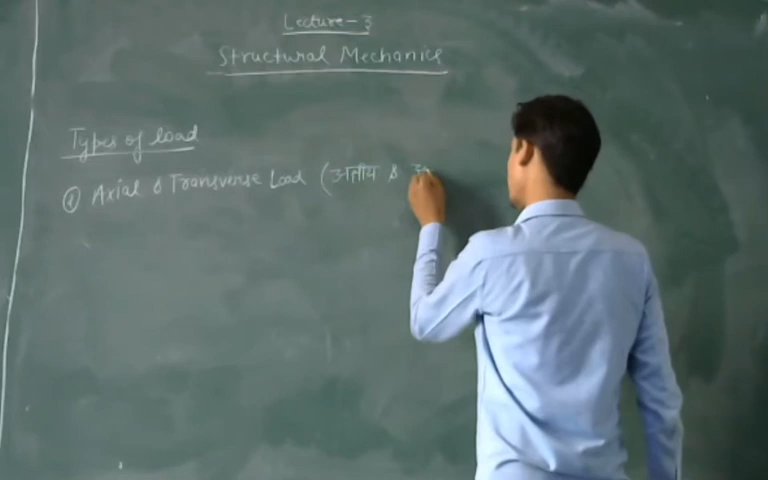 Lecture-3
Structural Mechanics
Types of load
① Axial & Transverse Load (अक्षीय &